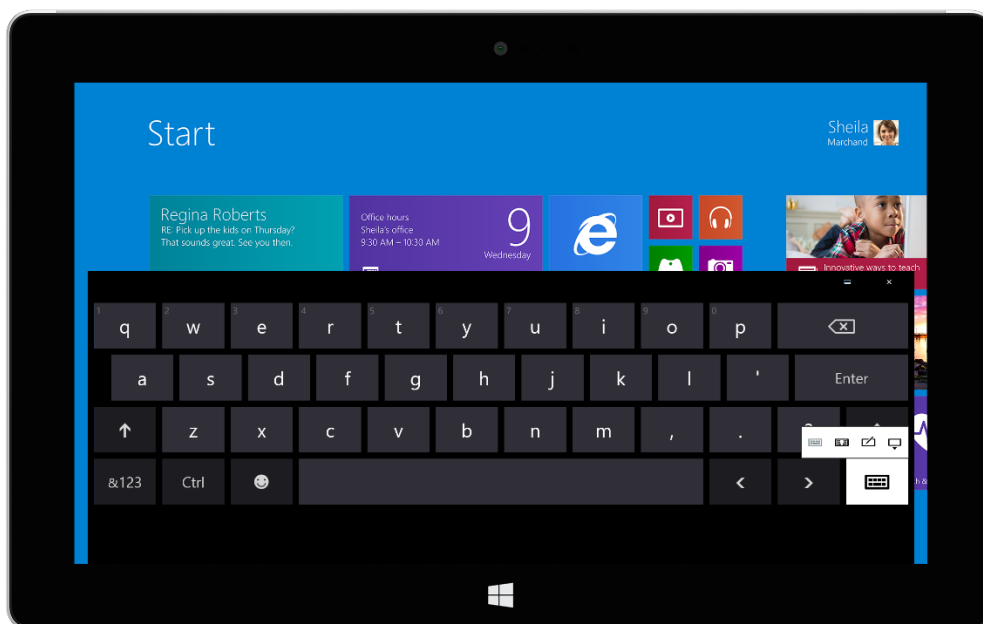 Start
Sheila
Marchand
Regina Roberts
RE: Pick up the kids on Thursday?
That sounds great. See you then.
Office hours
Sheila's office
9:30 AM – 10:30 AM
9
Wednesday
Innovative ways to teach
1 2 3 4 5 6 7 8 9 0
q w e r t y u i o p
a s d f g h j k l ' Enter
z x c v b n m , .
&123 Ctrl < >